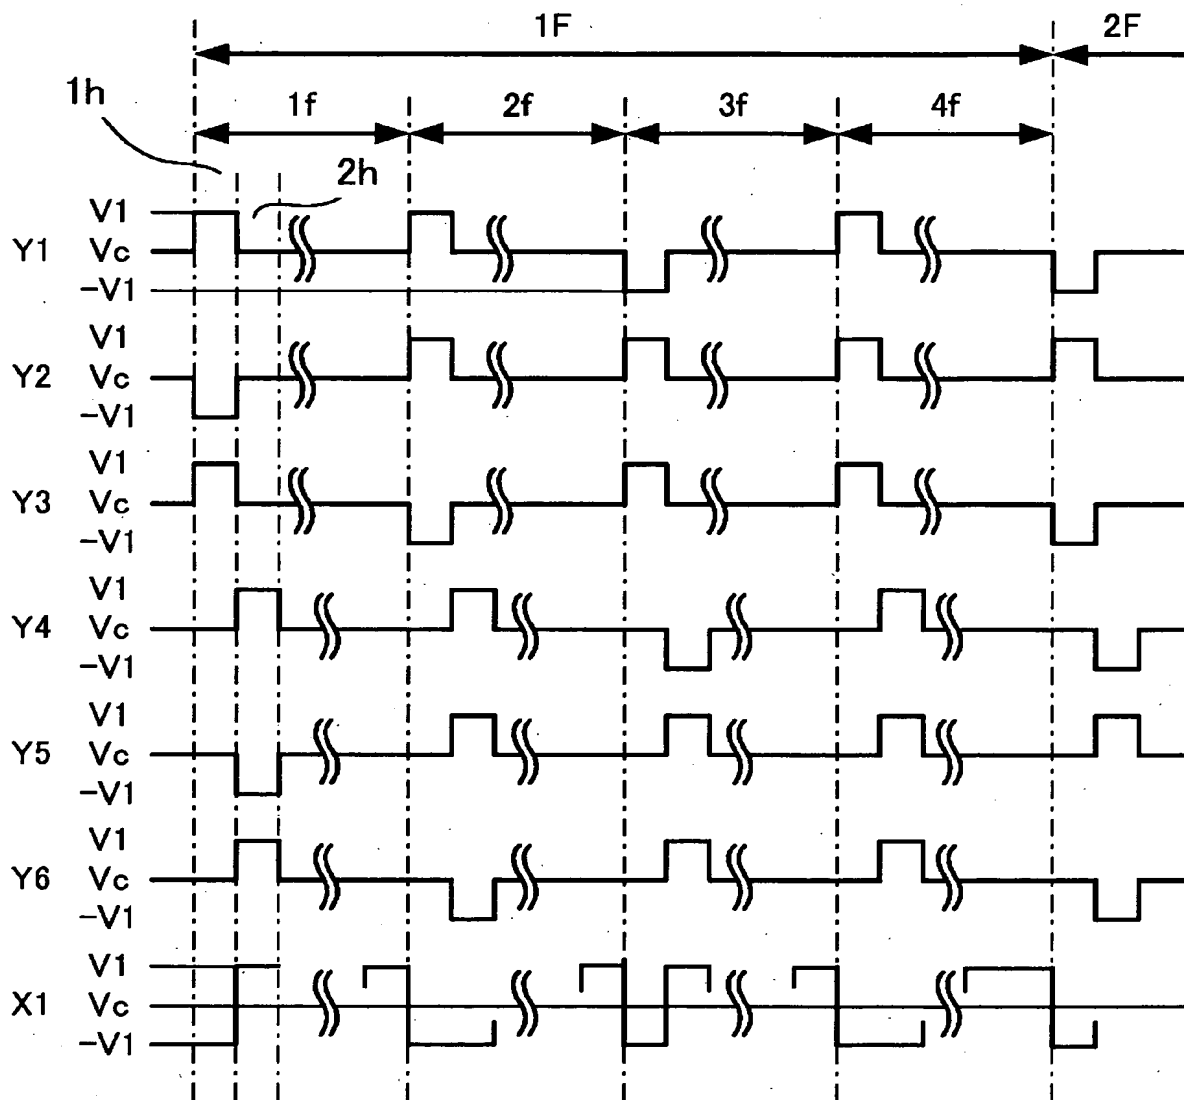 1F 2F
1h 1f 2f 3f 4f
2h
V1
Y1 Vc
-V1
V1
Y2 Vc
-V1
V1
Y3 Vc
-V1
V1
Y4 Vc
-V1
V1
Y5 Vc
-V1
V1
Y6 Vc
-V1
V1
X1 Vc
-V1